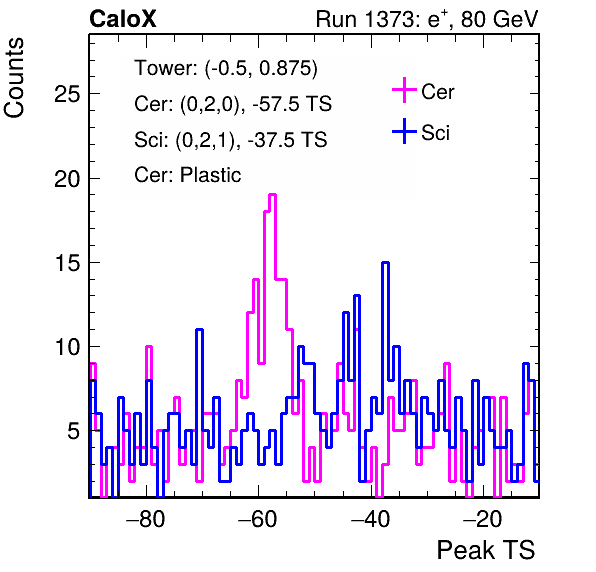 CaloX Run 1373: e⁺, 80 GeV
Counts
Tower: (-0.5, 0.875)
Cer: (0,2,0), -57.5 TS
Sci: (0,2,1), -37.5 TS
Cer: Plastic
Cer
Sci
25
20
15
10
5
−80 −60 −40 −20
Peak TS